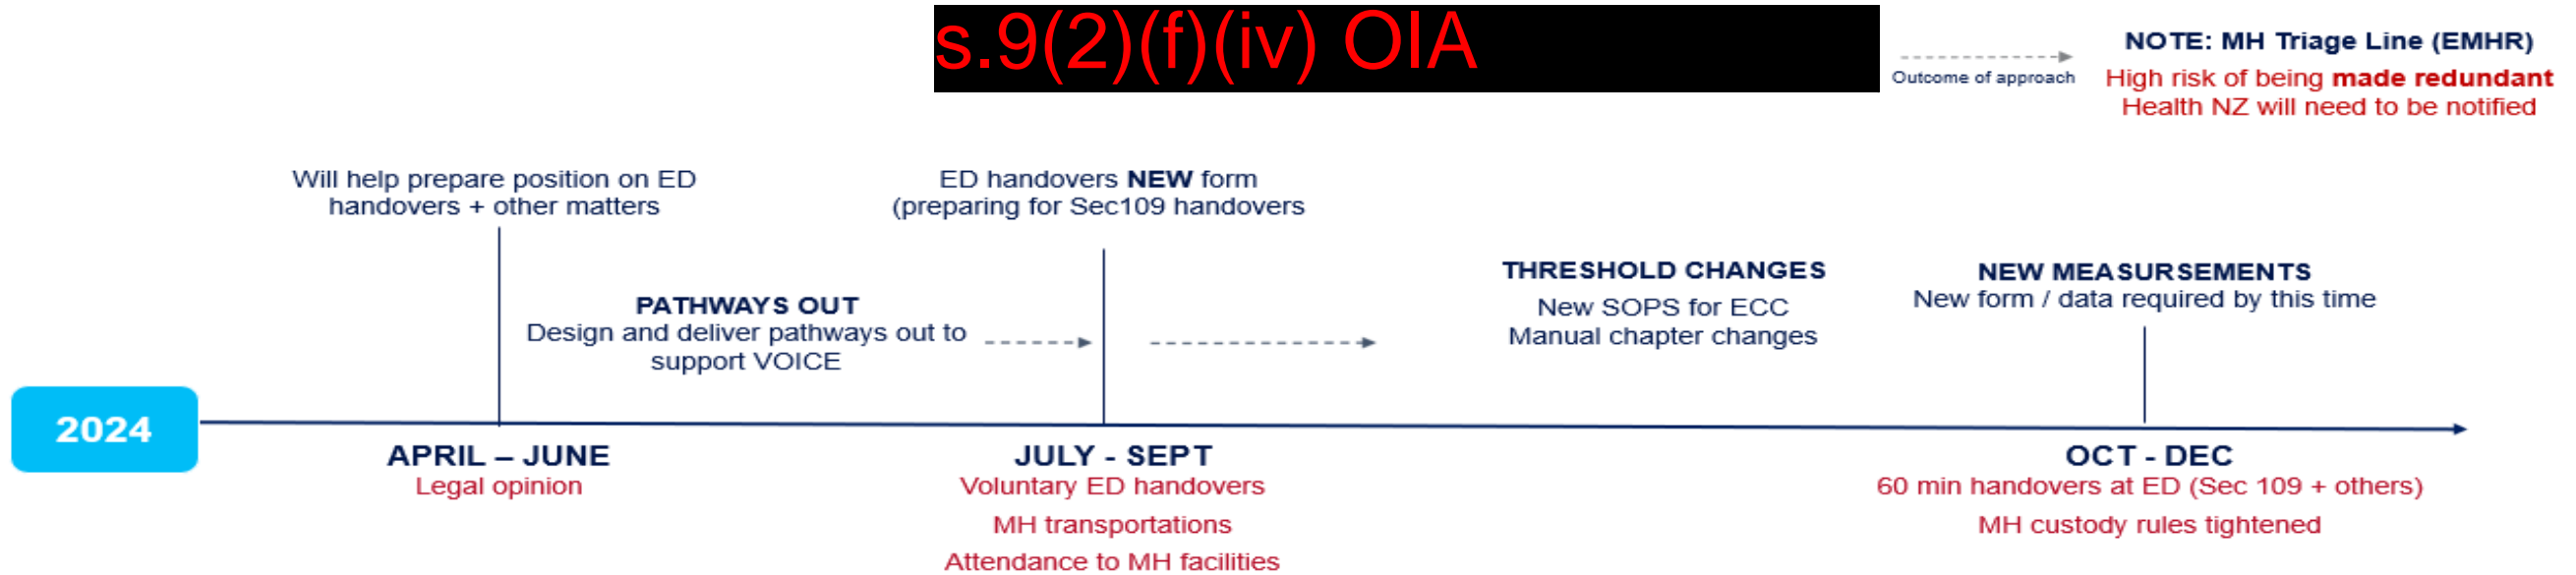 s.9(2)(f)(iv) OIA
Outcome of approach
NOTE: MH Triage Line (EMHR)
High risk of being made redundant
Health NZ will need to be notified
Will help prepare position on ED
handovers + other matters
ED handovers NEW form
(preparing for Sec109 handovers
PATHWAYS OUT
Design and deliver pathways out to
support VOICE
THRESHOLD CHANGES
New SOPS for ECC
Manual chapter changes
NEW MEASURSEMENTS
New form / data required by this time
2024
APRIL – JUNE
Legal opinion
JULY - SEPT
Voluntary ED handovers
MH transportations
Attendance to MH facilities
OCT - DEC
60 min handovers at ED (Sec 109 + others)
MH custody rules tightened